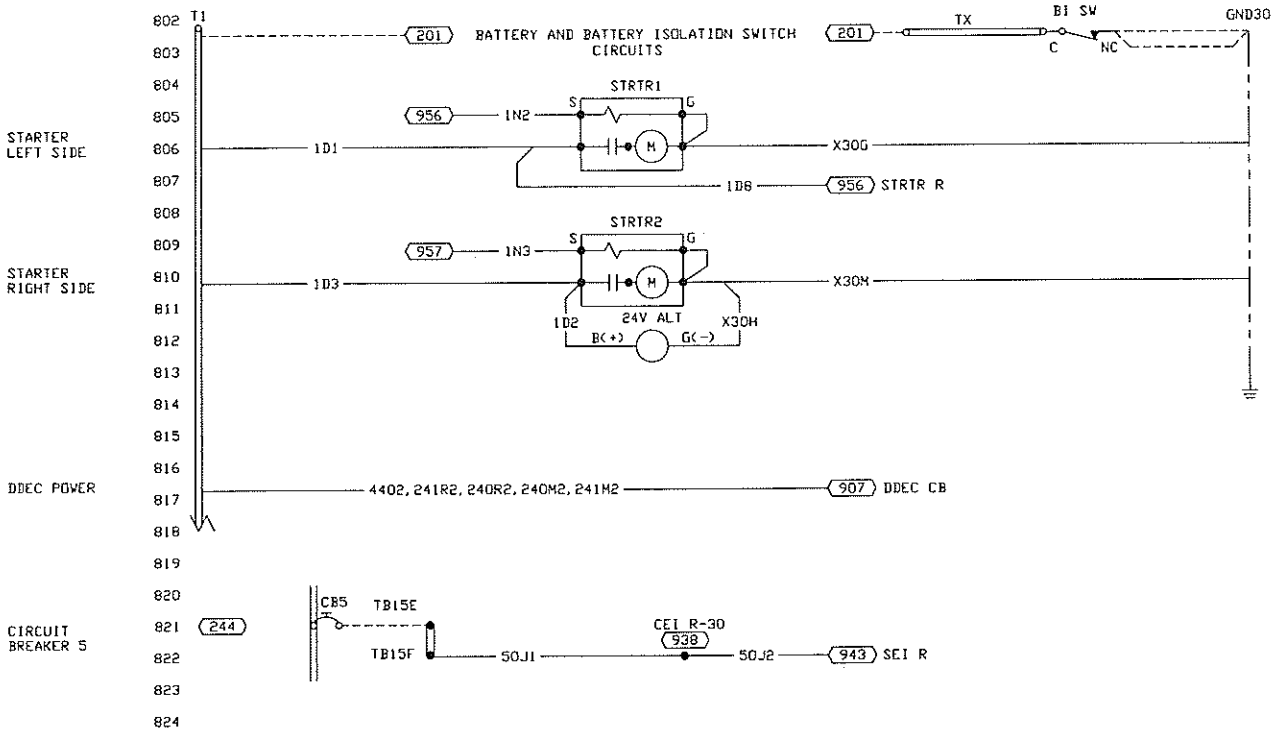 802 T1 TX B1 SW GND30
201 BATTERY AND BATTERY ISOLATION SWITCH 201
803 CIRCUITS C NC
804 STRTR1
S G
805 956 1N2
STARTER
LEFT SIDE
806 1D1 M X30G
807 1D8 956 STRTR R
808
STRTR2
809 S G
957 1N3
STARTER
RIGHT SIDE
810 1D3 M X30M
811 1D2 24V ALT X30H
812 B(+) G(-)
813
814
815
816
DDEC POWER 4402, 241R2, 240R2, 240M2, 241M2 907 DDEC CB
817
818
819
820
CB5 TB15E
CIRCUIT
BREAKER 5
821 244 CEI R-30
938
822 TB15F 50J1 50J2 943 SEI R
823
824